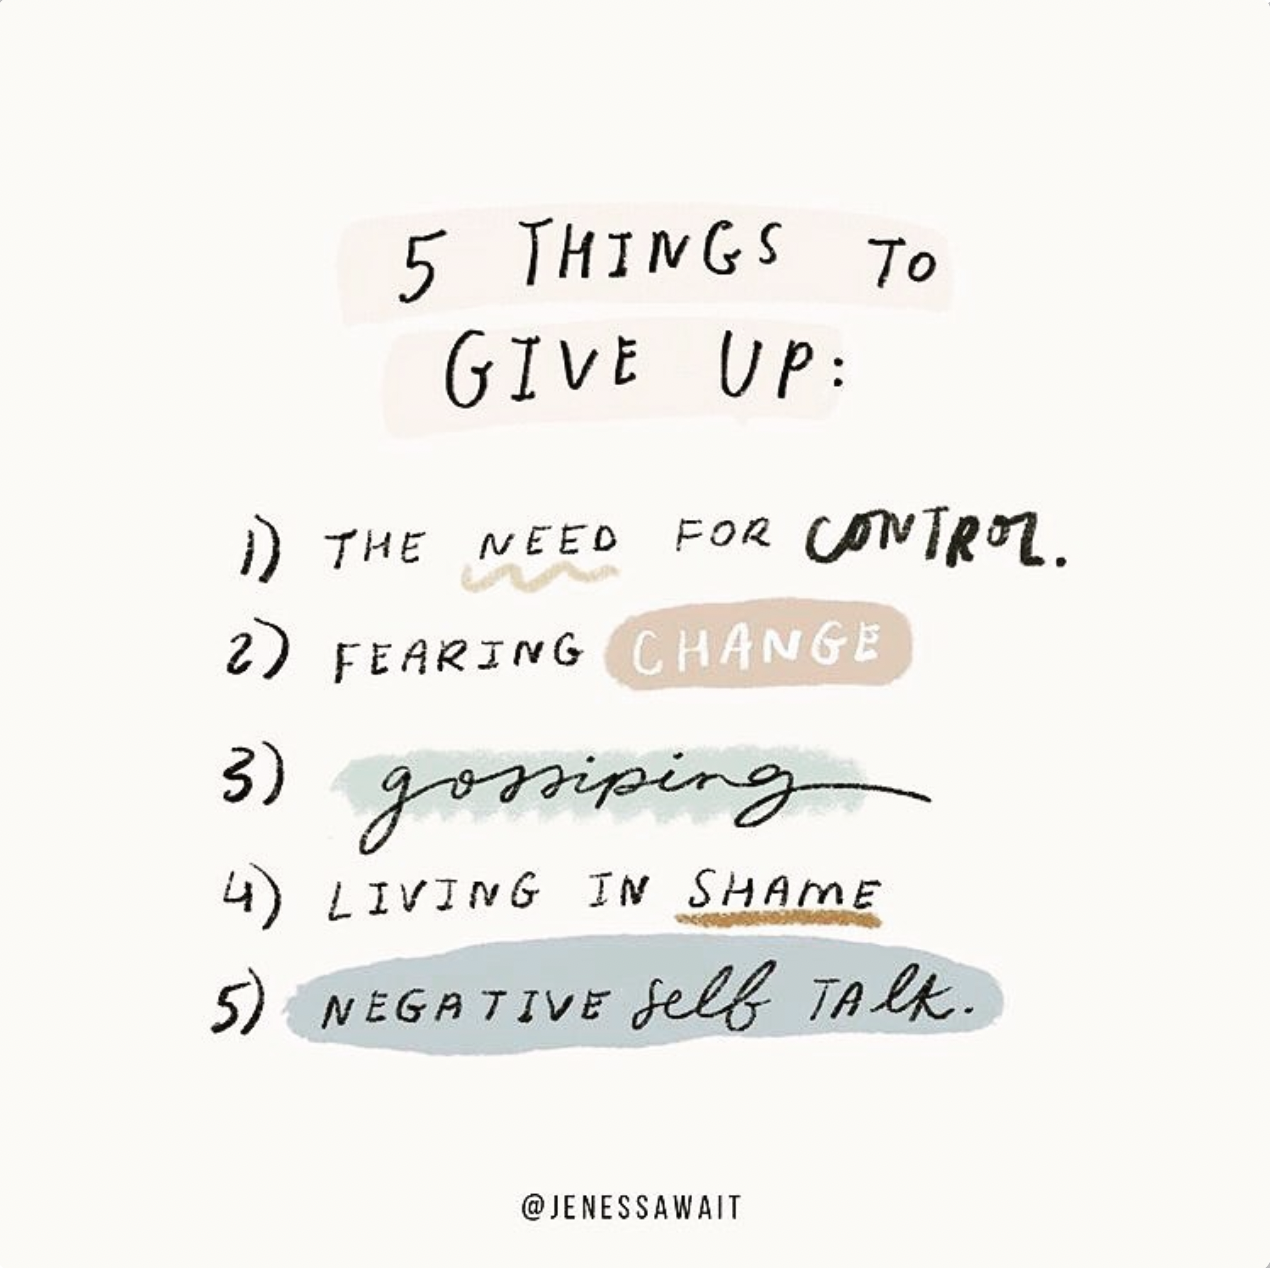 5 THINGS TO
GIVE UP:
1) THE NEED FOR CONTROL.
2) FEARING CHANGE
3) gossiping
4) LIVING IN SHAME
5) NEGATIVE self TALK.
@JENESSAWAIT